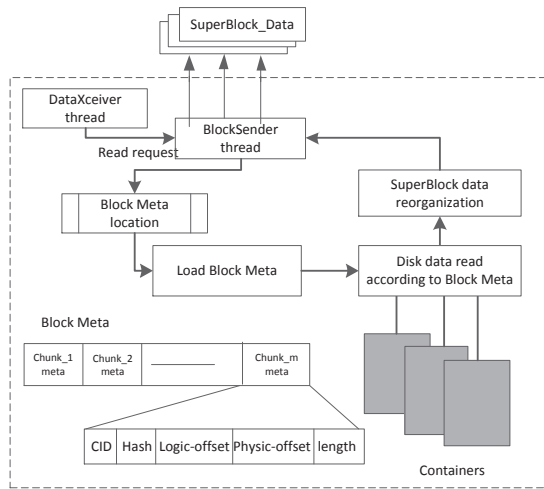 SuperBlock_Data
DataXceiver
thread
BlockSender
thread
Read request
Block Meta
location
SuperBlock data
reorganization
Load Block Meta
Disk data read
according to Block Meta
Block Meta
Chunk_1
meta
Chunk_2
meta
Chunk_m
meta
CID Hash Logic-offset Physic-offset length
Containers